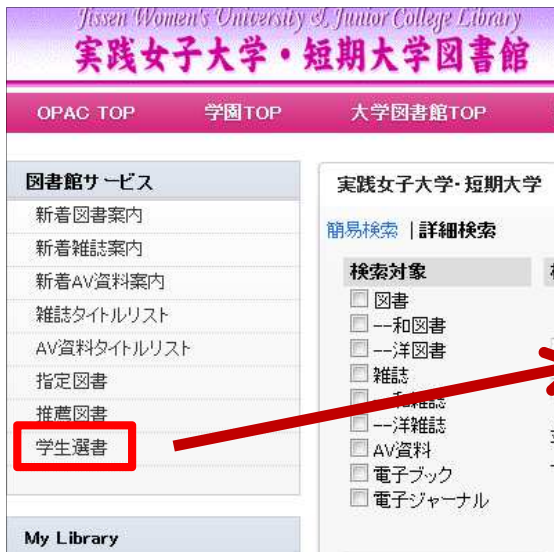 Jissen Women's University & Junior College Library
実践女子大学・短期大学図書館
OPAC TOP 学園TOP 大学図書館TOP
図書館サービス
新着図書案内
新着雑誌案内
新着AV資料案内
雑誌タイトルリスト
AV資料タイトルリスト
指定図書
推薦図書
学生選書
My Library
実践女子大学・短期大学
簡易検索 | 詳細検索
検索対象
図書
--和図書
--洋図書
雑誌
--和雑誌
--洋雑誌
AV資料
電子ブック
電子ジャーナル